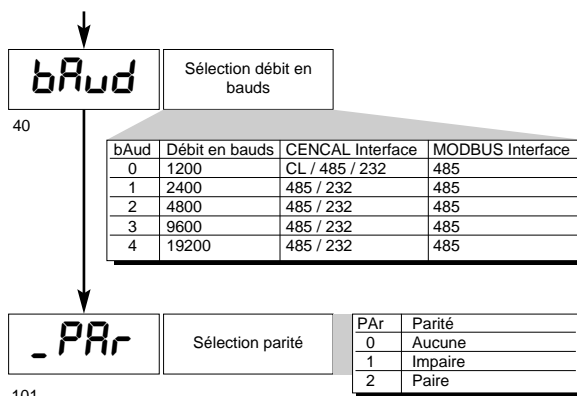 bAud
Sélection débit en
bauds
40
bAud Débit en bauds CENCAL Interface MODBUS Interface
0 1200 CL / 485 / 232 485
1 2400 485 / 232 485
2 4800 485 / 232 485
3 9600 485 / 232 485
4 19200 485 / 232 485
_PAr
Sélection parité
PAr Parité
0 Aucune
1 Impaire
2 Paire
101